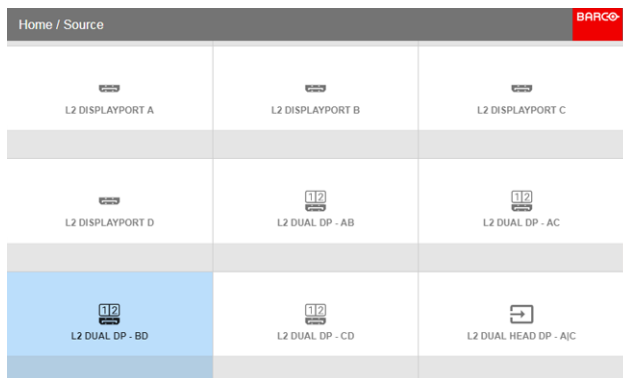 Home / Source
BARCO
L2 DISPLAYPORT A
L2 DISPLAYPORT B
L2 DISPLAYPORT C
L2 DISPLAYPORT D
1 2
L2 DUAL DP - AB
1 2
L2 DUAL DP - AC
1 2
L2 DUAL DP - BD
1 2
L2 DUAL DP - CD
L2 DUAL HEAD DP - A|C